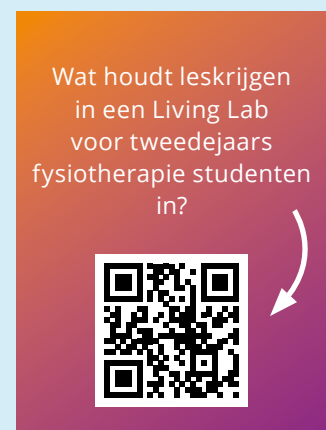 Wat houdt leskrijgen
in een Living Lab
voor tweedejaars
fysiotherapie studenten
in?